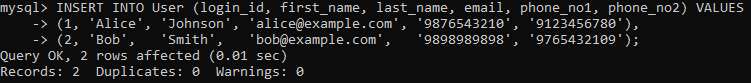 mysql> INSERT INTO User (login_id, first_name, last_name, email, phone_no1, phone_no2) VALUES
    -> (1, 'Alice', 'Johnson', 'alice@example.com', '9876543210', '9123456780'),
    -> (2, 'Bob',   'Smith',   'bob@example.com',   '9898989898', '9765432109');
Query OK, 2 rows affected (0.01 sec)
Records: 2  Duplicates: 0  Warnings: 0